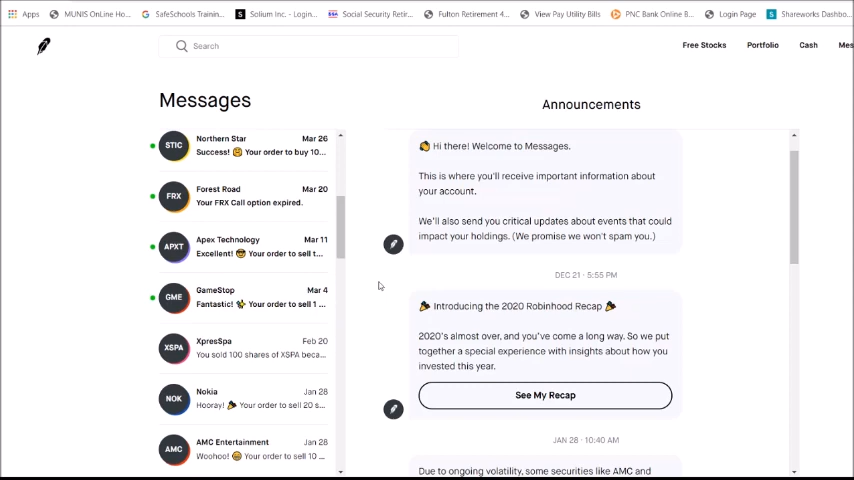 Apps
MUNIS OnLine Ho...
SafeSchools Trainin...
Solium Inc. - Login...
Social Security Retir...
Fulton Retirement 4...
View Pay Utility Bills
PNC Bank Online B...
Login Page
Shareworks Dashbo...
Search
Free Stocks
Portfolio
Cash
Mes
Messages
Announcements
STIC
Northern Star
Mar 26
Success! 🤗 Your order to buy 10...
FRX
Forest Road
Mar 20
Your FRX Call option expired.
APXT
Apex Technology
Mar 11
Excellent! 😎 Your order to sell t...
GME
GameStop
Mar 4
Fantastic! Your order to sell 1 ...
XSPA
XpresSpa
Feb 20
You sold 100 shares of XSPA beca...
NOK
Nokia
Jan 28
Hooray! 🎉 Your order to sell 20 s...
AMC
AMC Entertainment
Jan 28
Woohoo! 😄 Your order to sell 10 ...
👏 Hi there! Welcome to Messages.
This is where you'll receive important information about
your account.
We'll also send you critical updates about events that could
impact your holdings. (We promise we won't spam you.)
DEC 21 · 5:55 PM
🎉 Introducing the 2020 Robinhood Recap 🎉
2020's almost over, and you've come a long way. So we put
together a special experience with insights about how you
invested this year.
See My Recap
JAN 28 · 10:40 AM
Due to ongoing volatility, some securities like AMC and